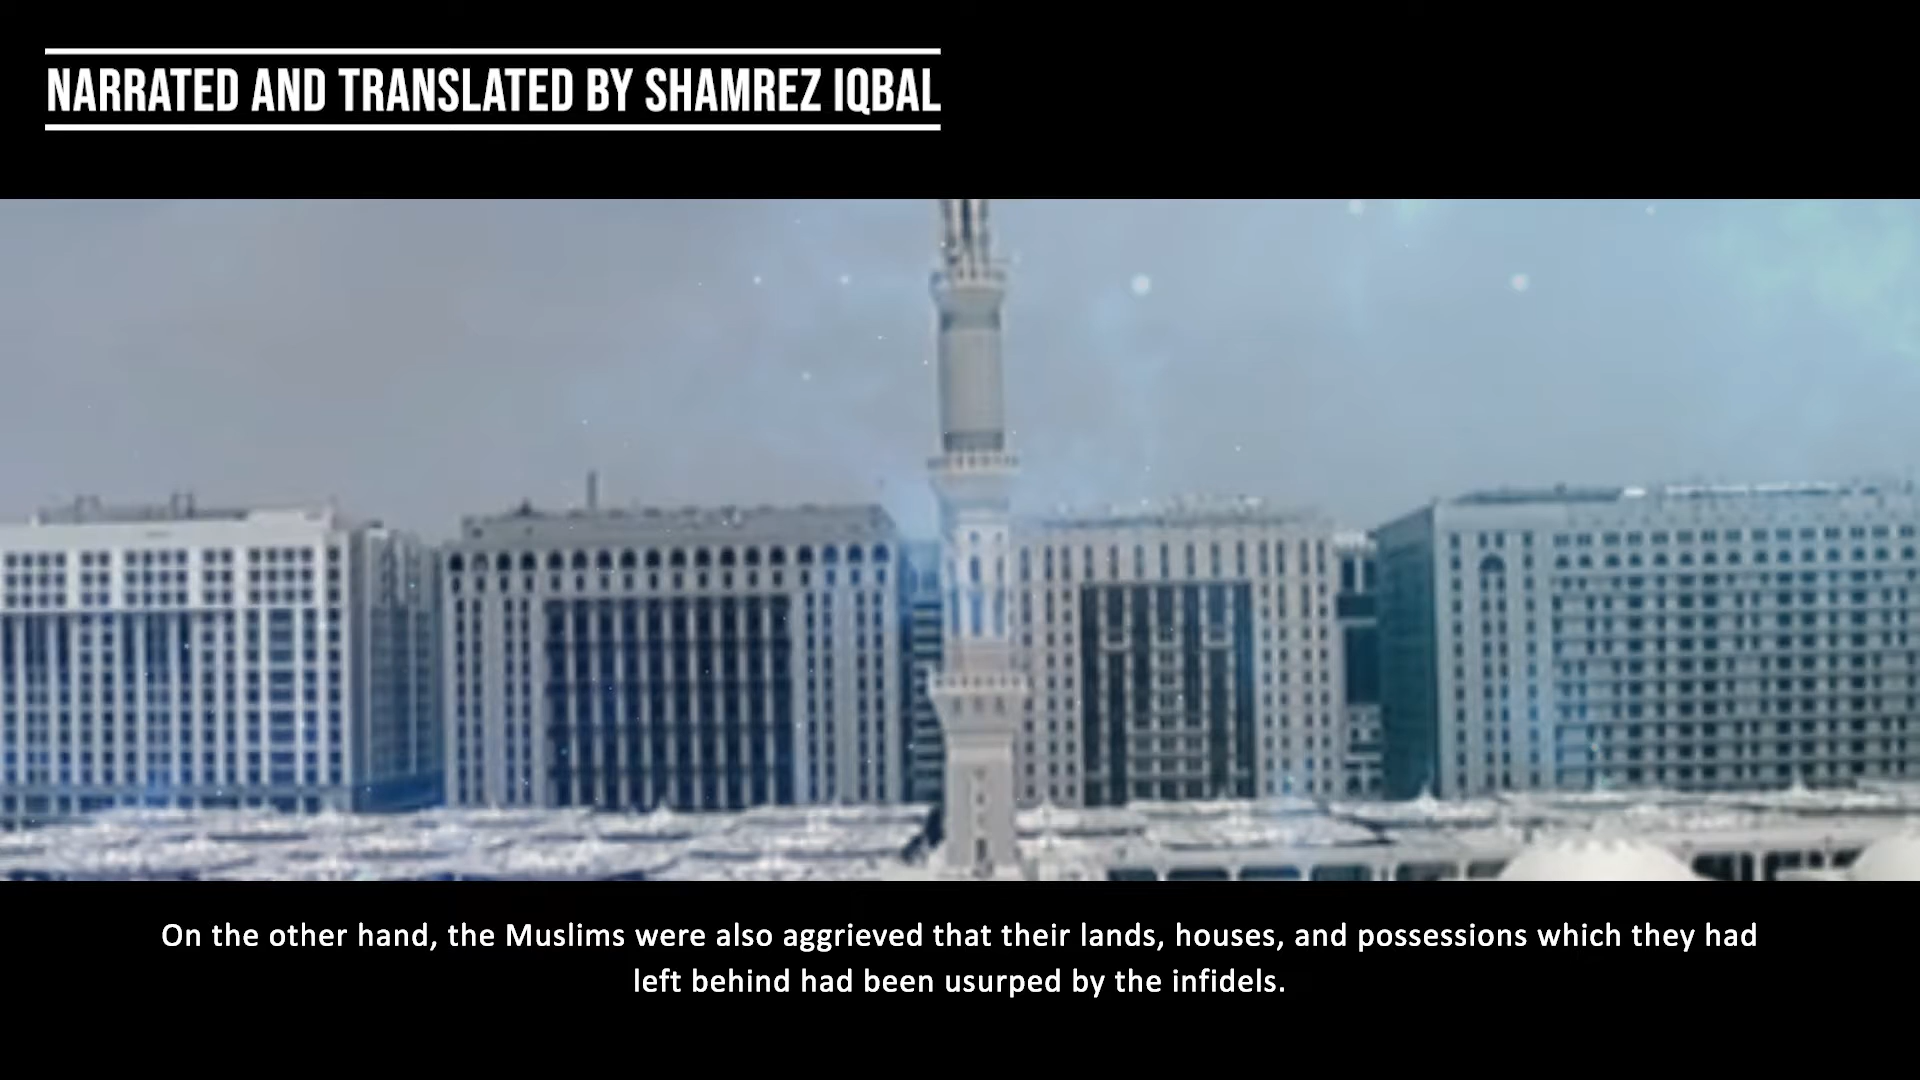 NARRATED AND TRANSLATED BY SHAMREZ IQBAL
On the other hand, the Muslims were also aggrieved that their lands, houses, and possessions which they had
left behind had been usurped by the infidels.